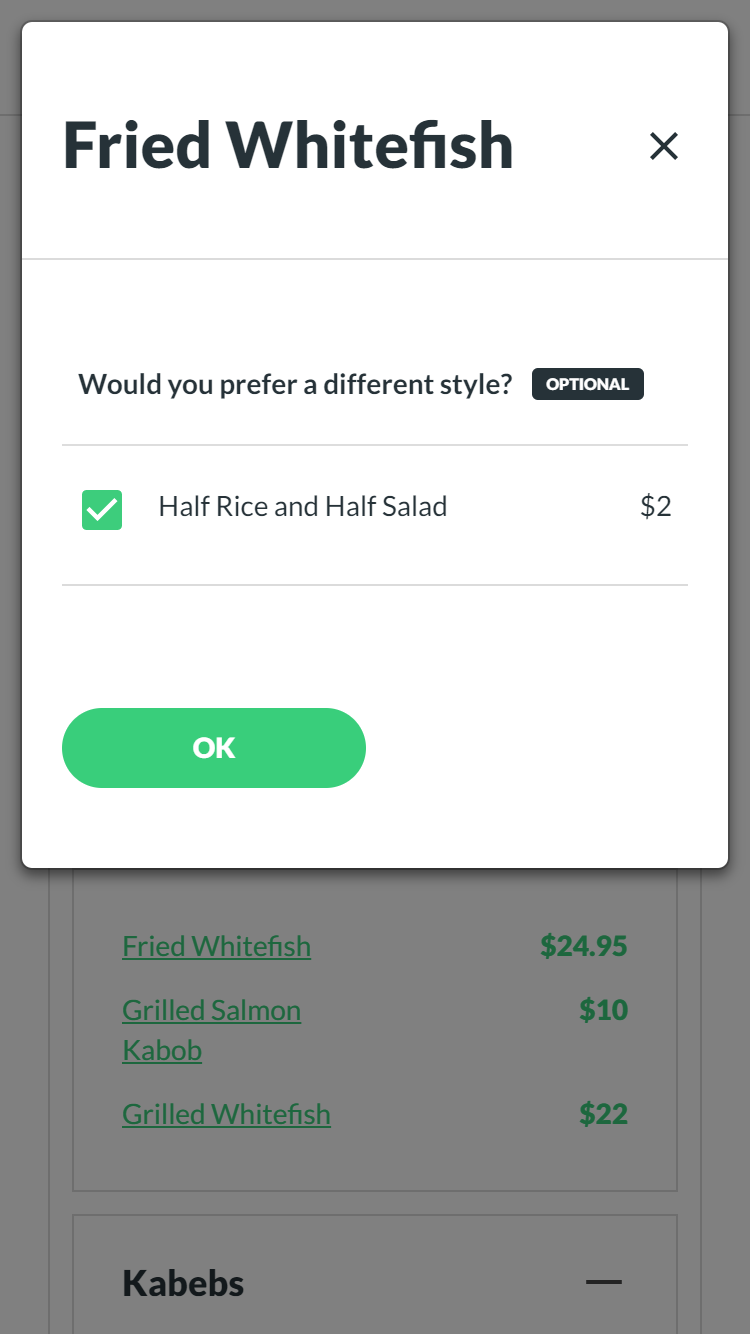 Fried Whitefish
Would you prefer a different style? OPTIONAL
Half Rice and Half Salad $2
OK
Fried Whitefish $24.95
Grilled Salmon $10
Kabob
Grilled Whitefish $22
Kabebs